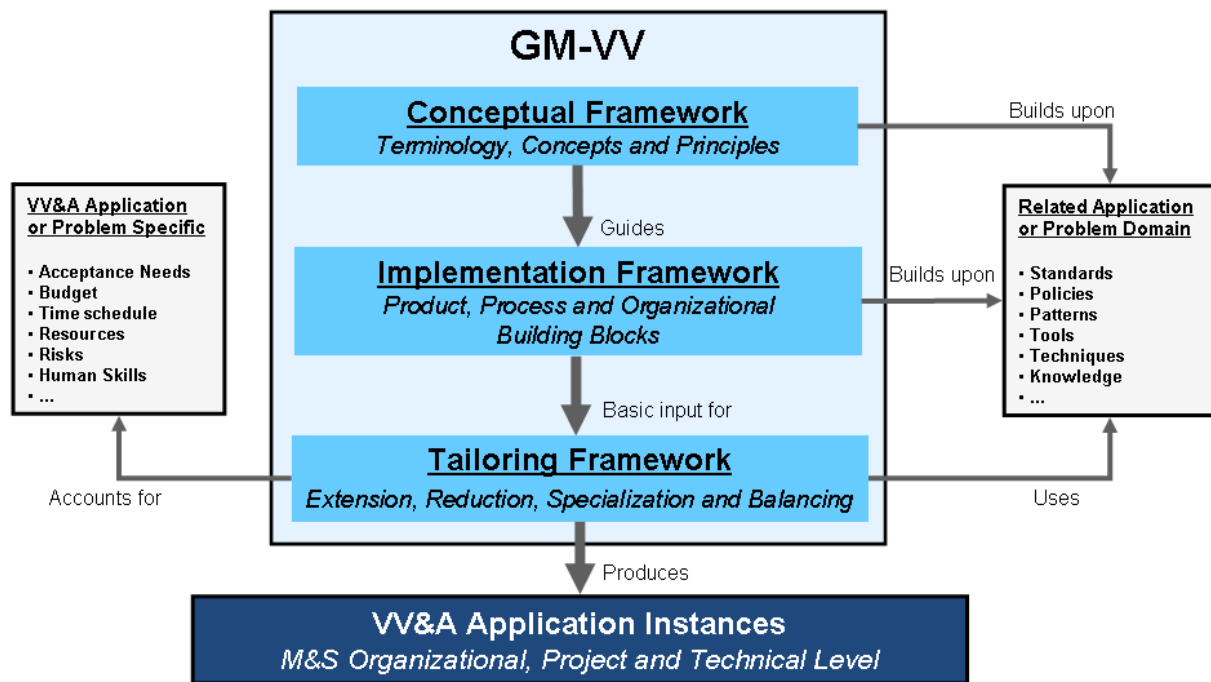 GM-VV
Conceptual Framework
Terminology, Concepts and Principles
Builds upon
Guides
VV&A Application
or Problem Specific
▪ Acceptance Needs
▪ Budget
▪ Time schedule
▪ Resources
▪ Risks
▪ Human Skills
▪ ...
Implementation Framework
Product, Process and Organizational
Building Blocks
Builds upon
Related Application
or Problem Domain
▪ Standards
▪ Policies
▪ Patterns
▪ Tools
▪ Techniques
▪ Knowledge
▪ ...
Basic input for
Tailoring Framework
Extension, Reduction, Specialization and Balancing
Accounts for
Uses
Produces
VV&A Application Instances
M&S Organizational, Project and Technical Level